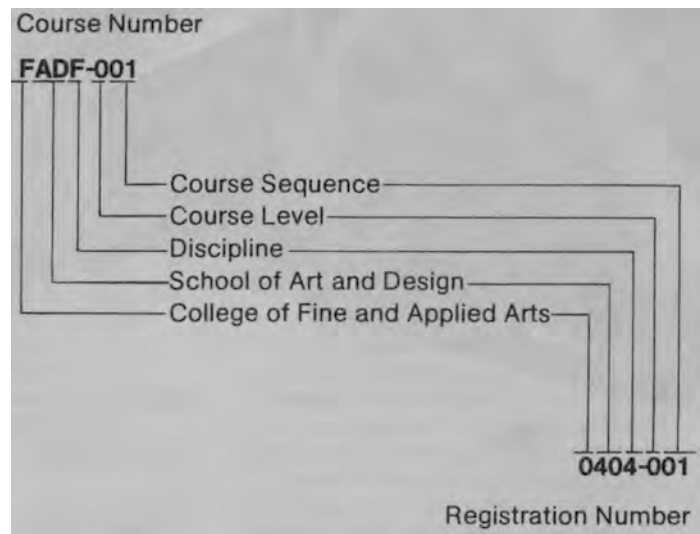 Course Number
FADF-001
Course Sequence
Course Level
Discipline
School of Art and Design
College of Fine and Applied Arts
0404-001
Registration Number